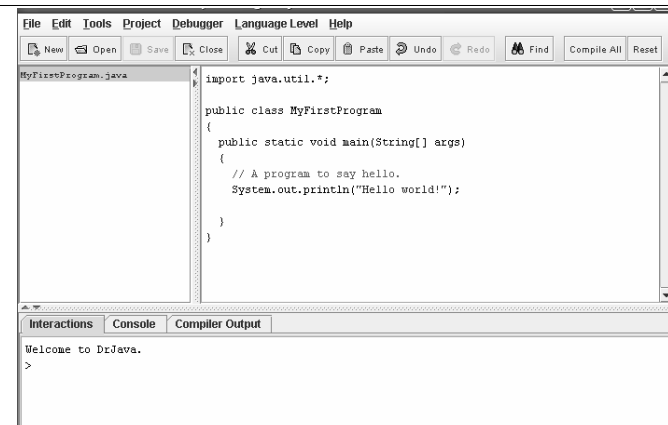 File Edit Tools Project Debugger Language Level Help
New Open Save Close Cut Copy Paste Undo Redo Find Compile All Reset
MyFirstProgram.java
import java.util.*;
public class MyFirstProgram
{
public static void main(String[] args)
{
// A program to say hello.
System.out.println("Hello world!");
}
}
Interactions Console Compiler Output
Welcome to DrJava.
>